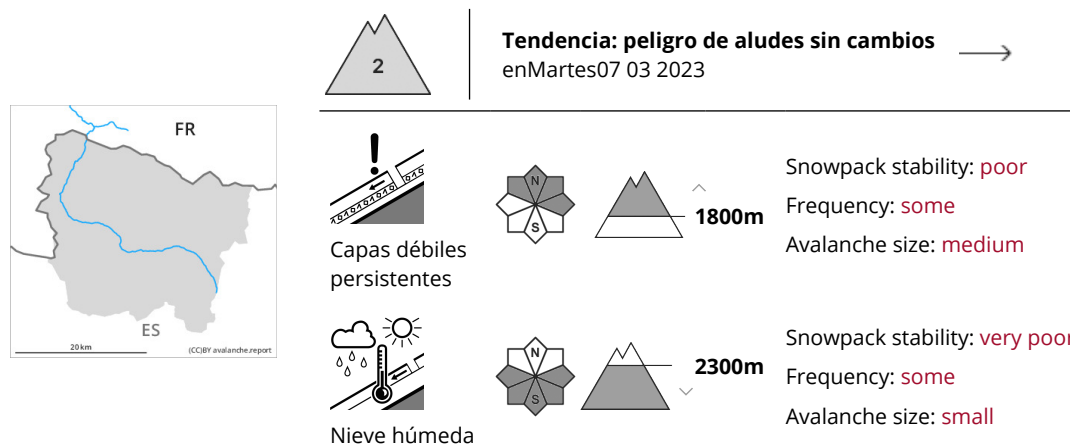 2
Tendencia: peligro de aludes sin cambios
enMartes07 03 2023
FR
ES
20 km
(CC)BY avalanche.report
N
S
1800m
Capas débiles
persistentes
Snowpack stability: poor
Frequency: some
Avalanche size: medium
N
S
2300m
Nieve húmeda
Snowpack stability: very poor
Frequency: some
Avalanche size: small